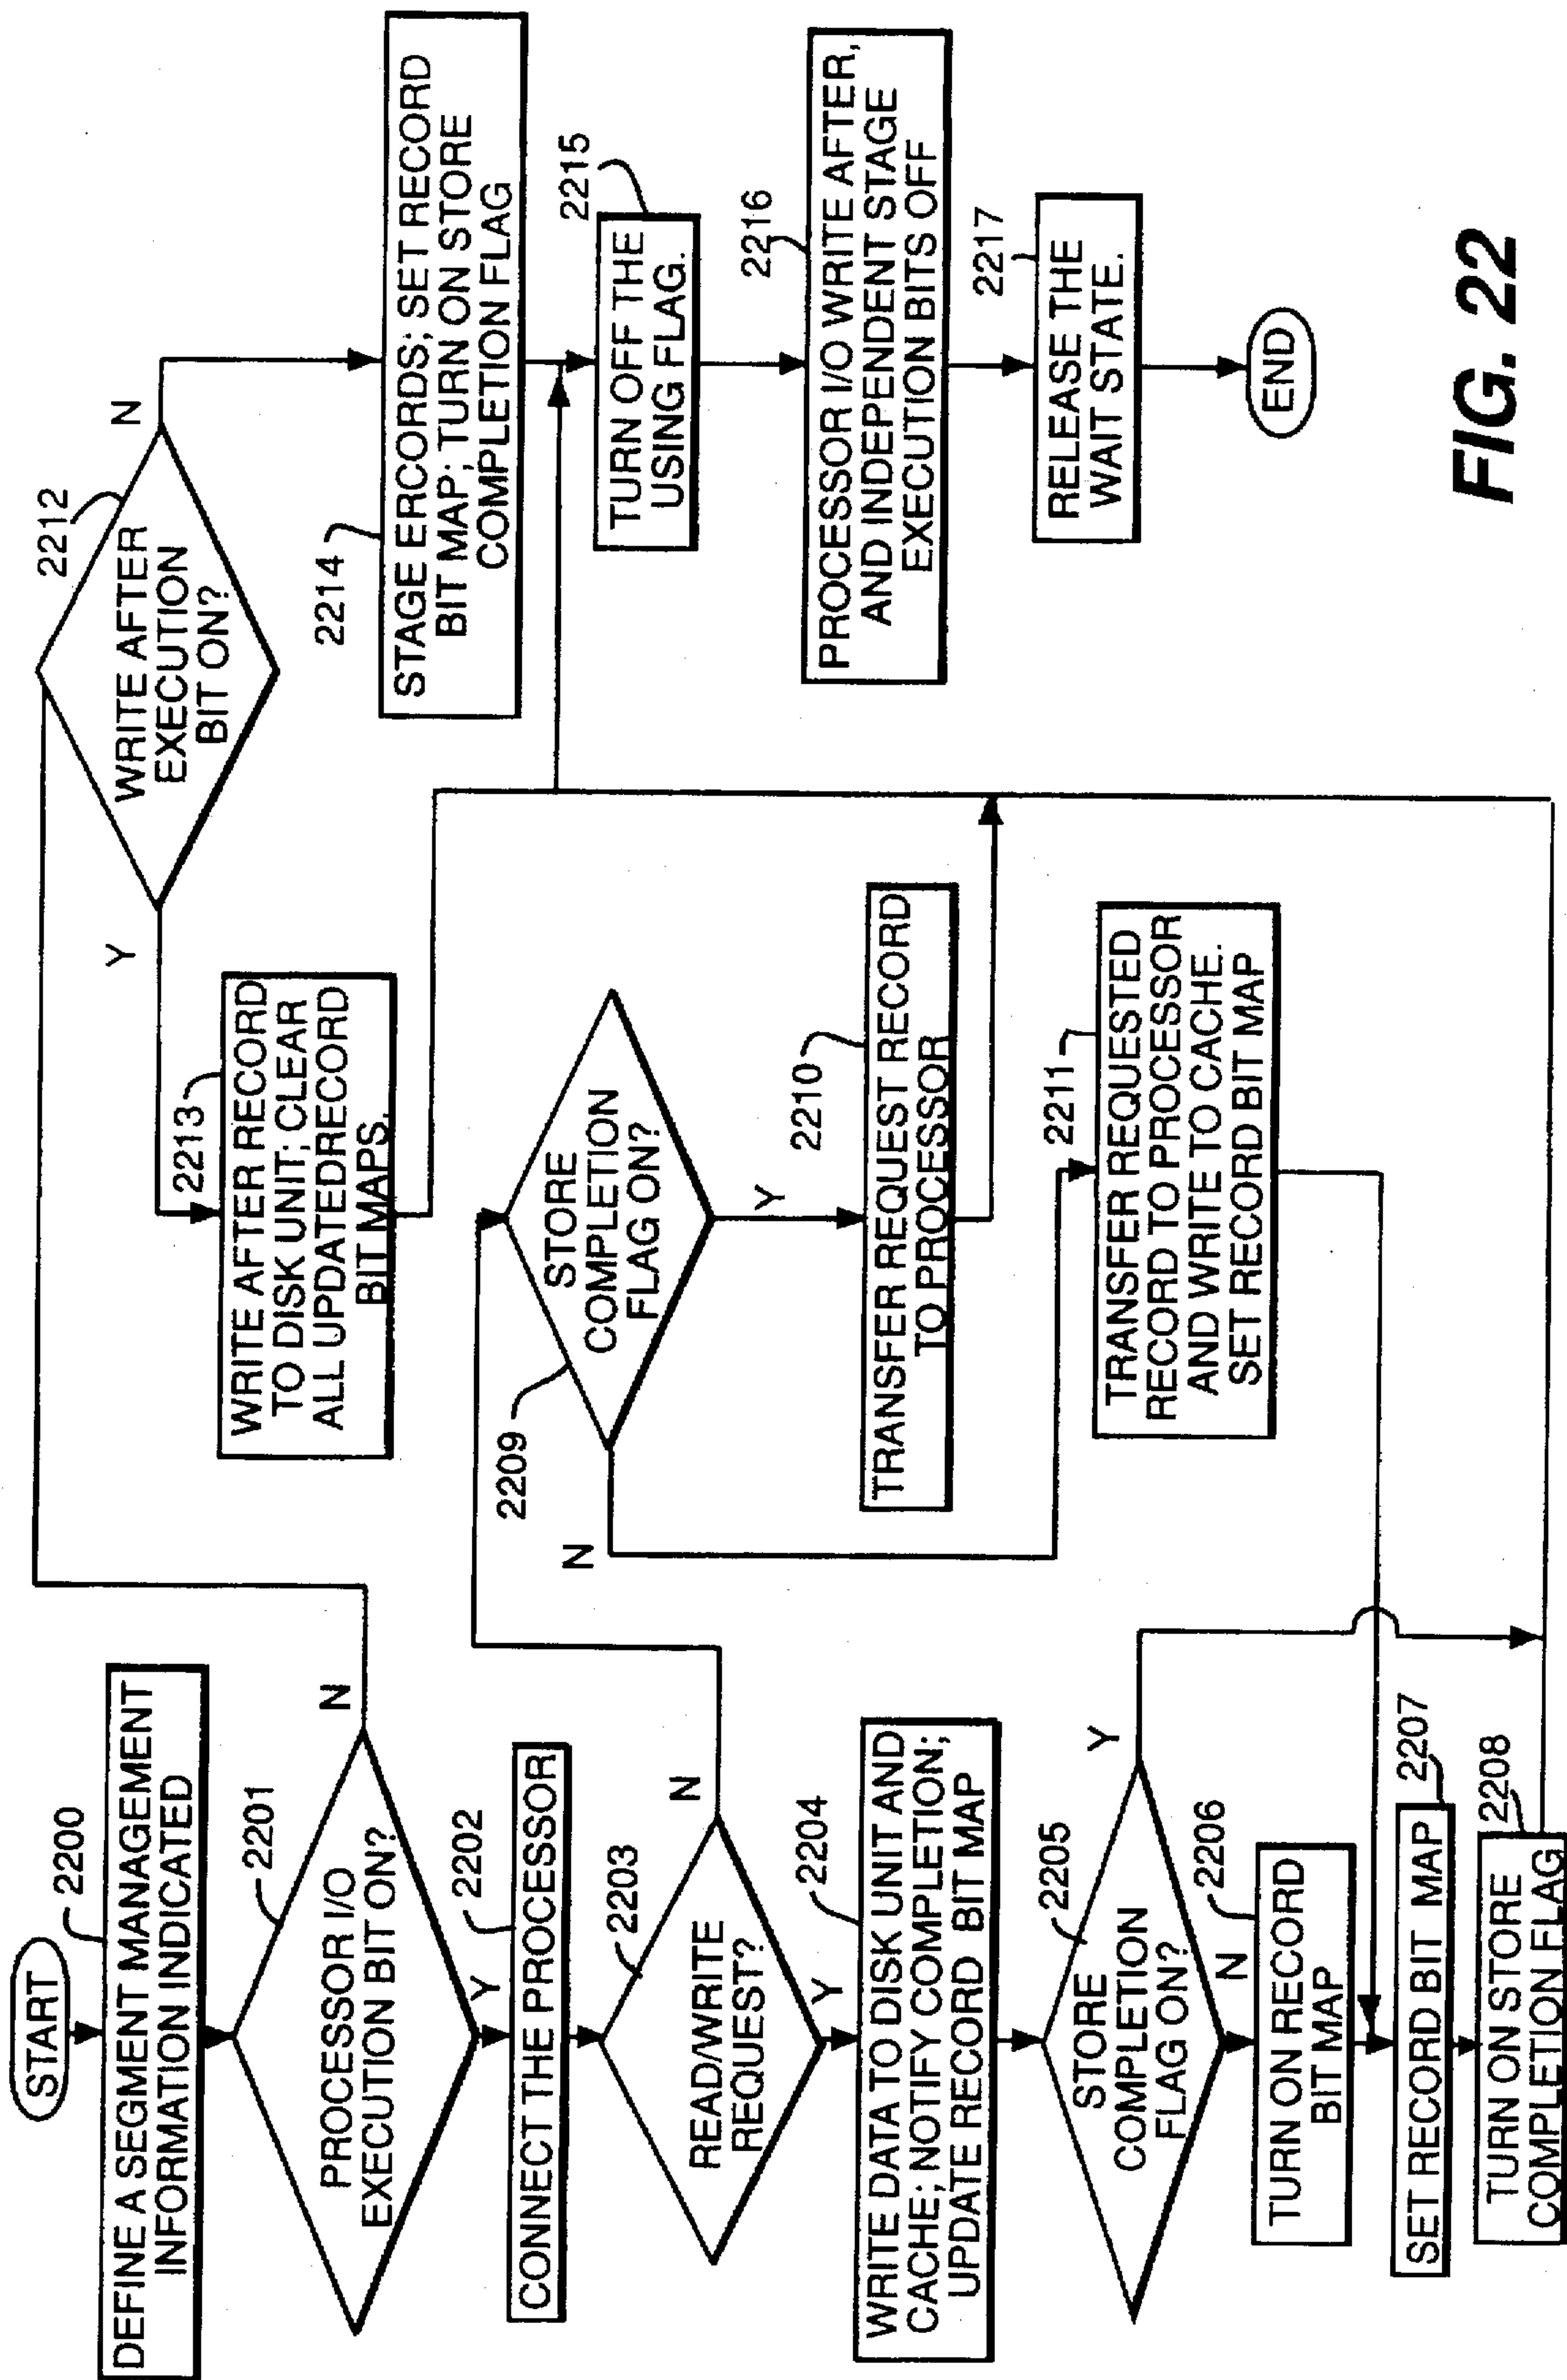 START
2200
DEFINE A SEGMENT MANAGEMENT
INFORMATION INDICATED
2201
PROCESSOR I/O
EXECUTION BIT ON?
N
Y
2202
CONNECT THE PROCESSOR
2203
READ/WRITE
REQUEST?
N
Y
2204
WRITE DATA TO DISK UNIT AND
CACHE; NOTIFY COMPLETION;
UPDATE RECORD BIT MAP
2205
STORE
COMPLETION
FLAG ON?
Y
N
2206
TURN ON RECORD
BIT MAP
2207
SET RECORD BIT MAP
2208
TURN ON STORE
COMPLETION FLAG
2209
STORE
COMPLETION
FLAG ON?
N
Y
2210
TRANSFER REQUEST RECORD
TO PROCESSOR
2211
TRANSFER REQUESTED
RECORD TO PROCESSOR
AND WRITE TO CACHE.
SET RECORD BIT MAP
2212
WRITE AFTER
EXECUTION
BIT ON?
Y
N
2213
WRITE AFTER RECORD
TO DISK UNIT; CLEAR
ALL UPDATEDRECORD
BIT MAPS.
2214
STAGE ERCORDS; SET RECORD
BIT MAP; TURN ON STORE
COMPLETION FLAG
2215
TURN OFF THE
USING FLAG.
2216
PROCESSOR I/O WRITE AFTER,
AND INDEPENDENT STAGE
EXECUTION BITS OFF
2217
RELEASE THE
WAIT STATE.
END
FIG. 22